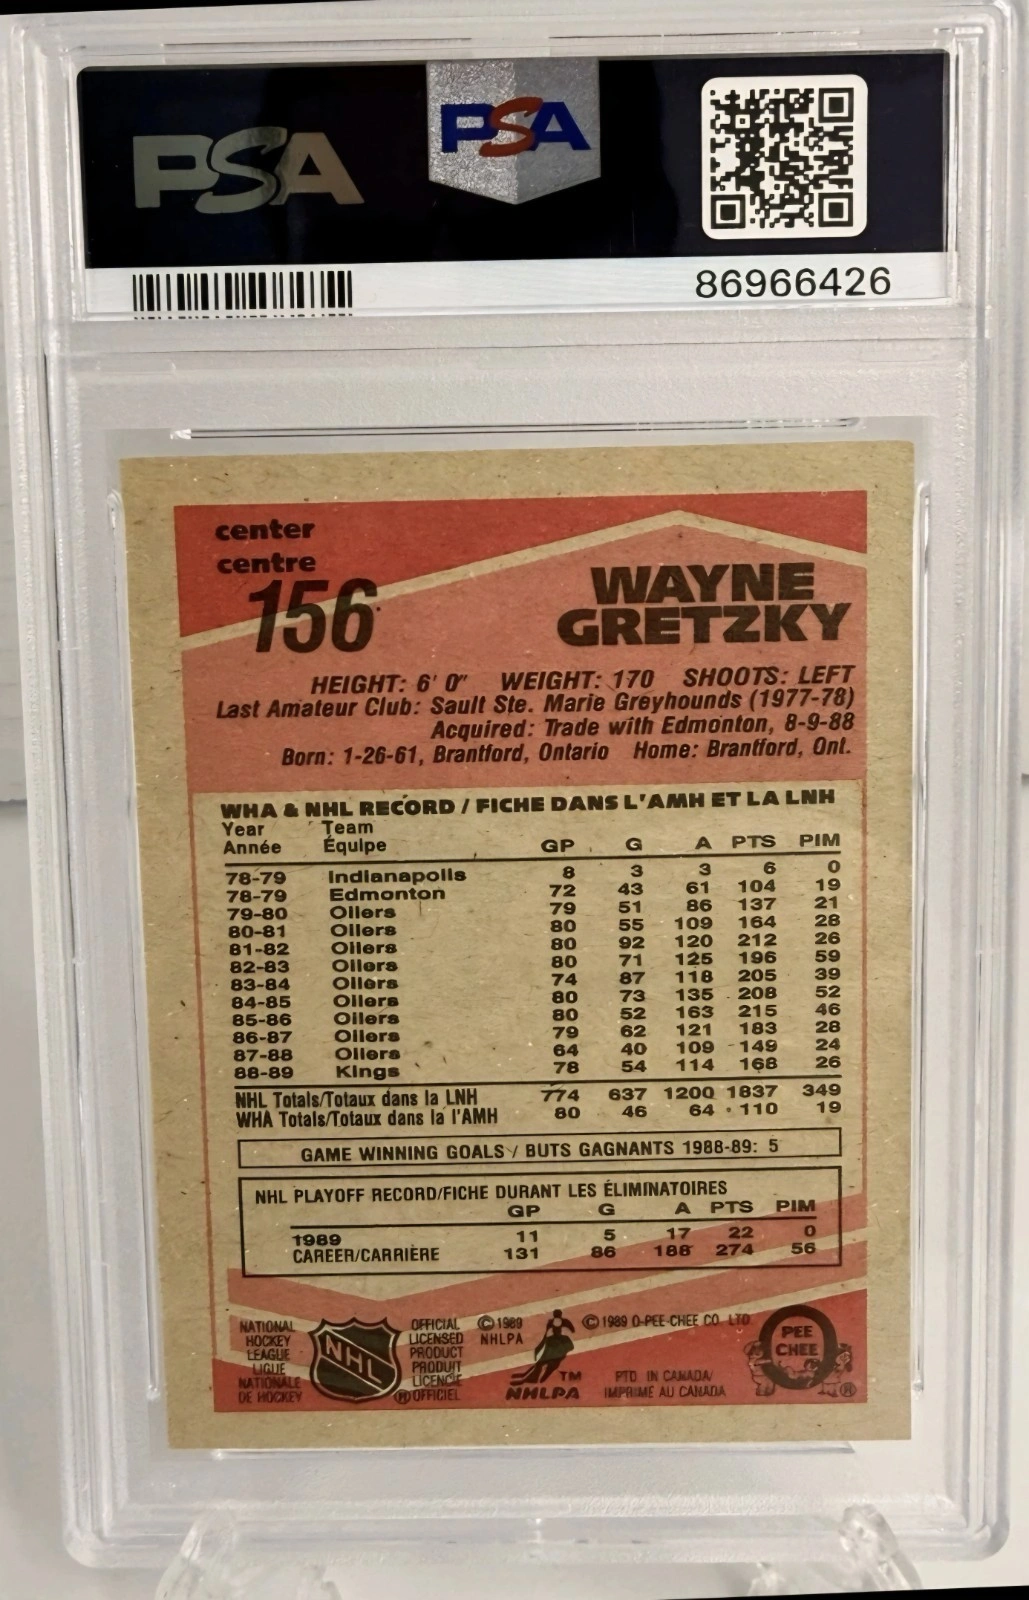 PSA
PSA
86966426
center
centre
156
WAYNE
GRETZKY
HEIGHT: 6' 0" WEIGHT: 170 SHOOTS: LEFT
Last Amateur Club: Sault Ste. Marie Greyhounds (1977-78)
Acquired: Trade with Edmonton, 8-9-88
Born: 1-26-61, Brantford, Ontario Home: Brantford, Ont.
WHA & NHL RECORD / FICHE DANS L'AMH ET LA LNH
Year Team
Année Équipe GP G A PTS PIM
78-79 Indianapolis 8 3 3 6 0
78-79 Edmonton 72 43 61 104 19
79-80 Oilers 79 51 86 137 21
80-81 Oilers 80 55 109 164 28
81-82 Oilers 80 92 120 212 26
82-83 Oilers 80 71 125 196 59
83-84 Oilers 74 87 118 205 39
84-85 Oilers 80 73 135 208 52
85-86 Oilers 80 52 163 215 46
86-87 Oilers 79 62 121 183 28
87-88 Oilers 64 40 109 149 24
88-89 Kings 78 54 114 168 26
NHL Totals/Totaux dans la LNH 774 637 1200 1837 349
WHA Totals/Totaux dans la l'AMH 80 46 64 110 19
GAME WINNING GOALS / BUTS GAGNANTS 1988-89: 5
NHL PLAYOFF RECORD/FICHE DURANT LES ÉLIMINATOIRES
GP G A PTS PIM
1989 11 5 17 22 0
CAREER/CARRIÈRE 131 86 188 274 56
NATIONAL
HOCKEY
LEAGUE
LIGUE
NATIONALE
DE HOCKEY
NHL
OFFICIAL
LICENSED
PRODUCT
PRODUIT
LICENCIÉ
® OFFICIEL
© 1989
NHLPA
TM
NHLPA
© 1989 O-PEE-CHEE CO. LTD.
PTD. IN CANADA/
IMPRIMÉ AU CANADA
PEE
CHEE
®